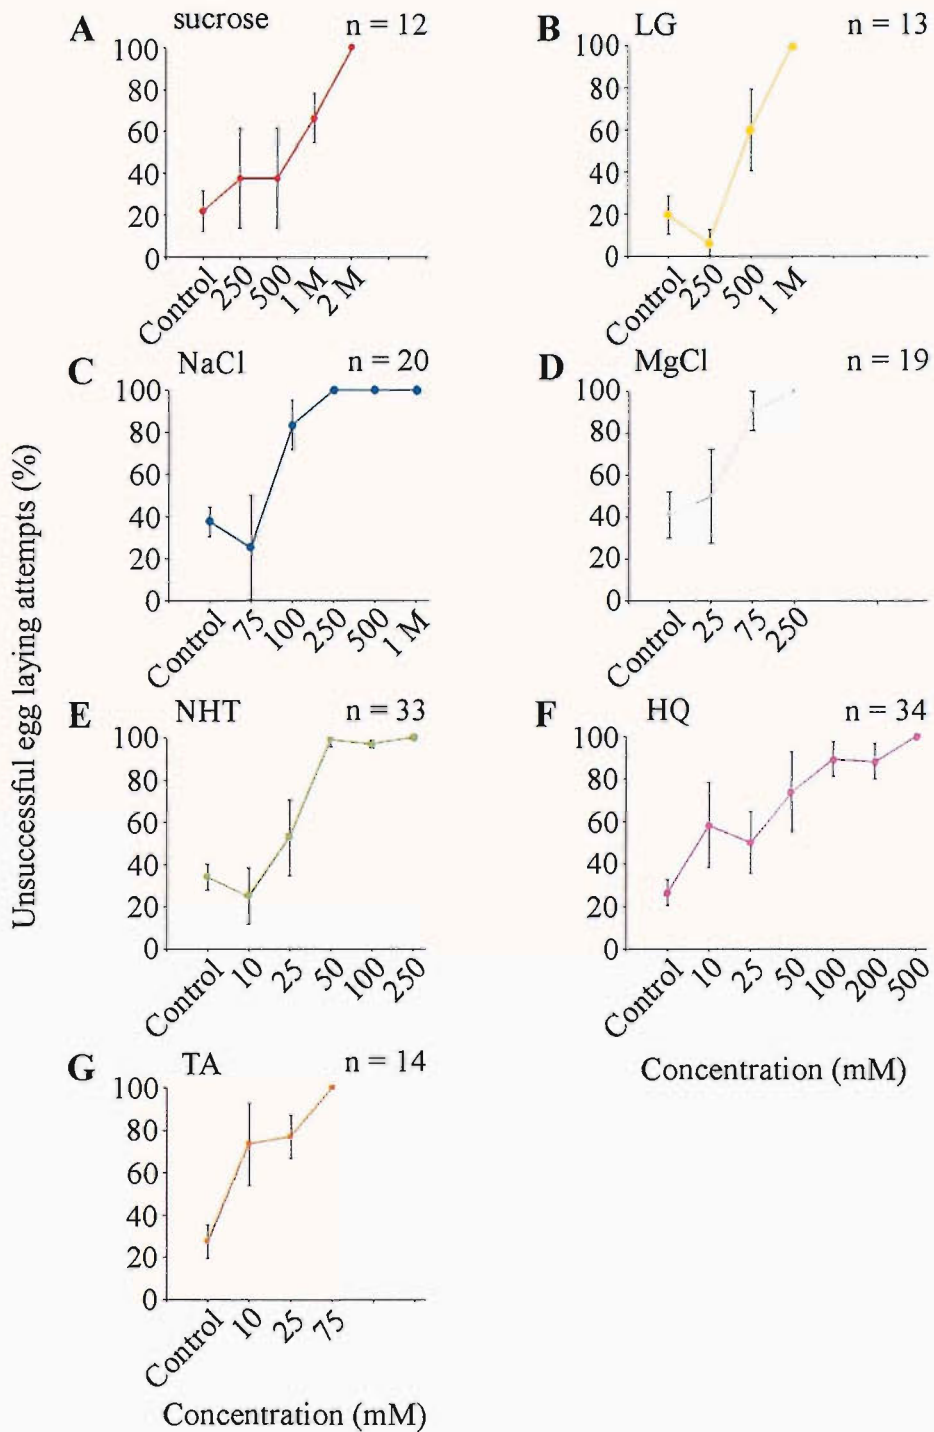 A sucrose n = 12
100
80
60
40
20
0
Control 250 500 1 M 2 M
B LG n = 13
100
80
60
40
20
0
Control 250 500 1 M
C NaCl n = 20
100
80
60
40
20
0
Control 75 100 250 500 1 M
D MgCl n = 19
100
80
60
40
20
0
Control 25 75 250
E NHT n = 33
100
80
60
40
20
0
Control 10 25 50 100 250
F HQ n = 34
100
80
60
40
20
0
Control 10 25 50 100 200 500
Concentration (mM)
G TA n = 14
100
80
60
40
20
0
Control 10 25 75
Concentration (mM)
Unsuccessful egg laying attempts (%)